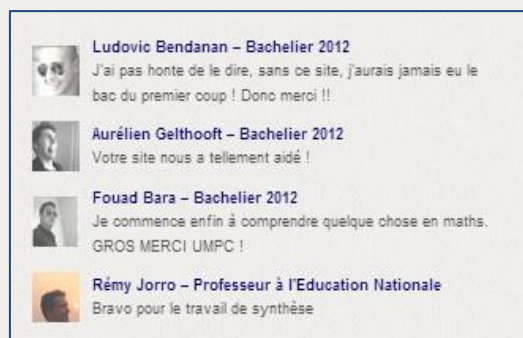 Ludovic Bendanan – Bachelier 2012
J'ai pas honte de le dire, sans ce site, j'aurais jamais eu le
bac du premier coup ! Donc merci !!
Aurélien Gelthooft – Bachelier 2012
Votre site nous a tellement aidé !
Fouad Bara – Bachelier 2012
Je commence enfin à comprendre quelque chose en maths.
GROS MERCI UMPC !
Rémy Jorro – Professeur à l'Education Nationale
Bravo pour le travail de synthèse